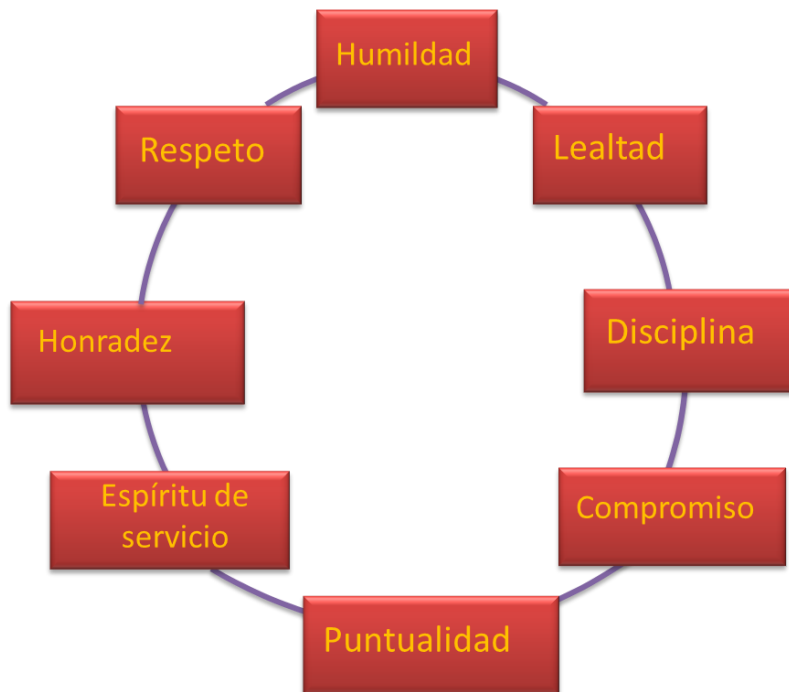 Humildad
Lealtad
Disciplina
Compromiso
Puntualidad
Espíritu de
servicio
Honradez
Respeto